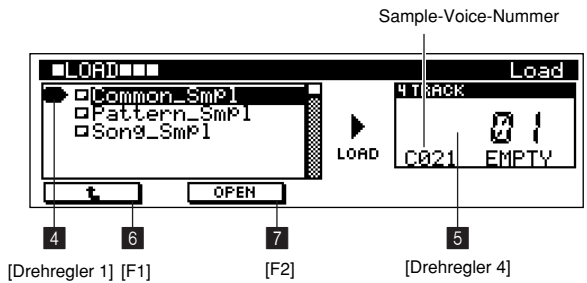 Sample-Voice-Nummer
LOAD Load
Common_Smpl
Pattern_Smpl
Song_Smpl
LOAD
4 TRACK
01
C021 EMPTY
OPEN
4 6 7 5
[Drehregler 1] [F1] [F2] [Drehregler 4]